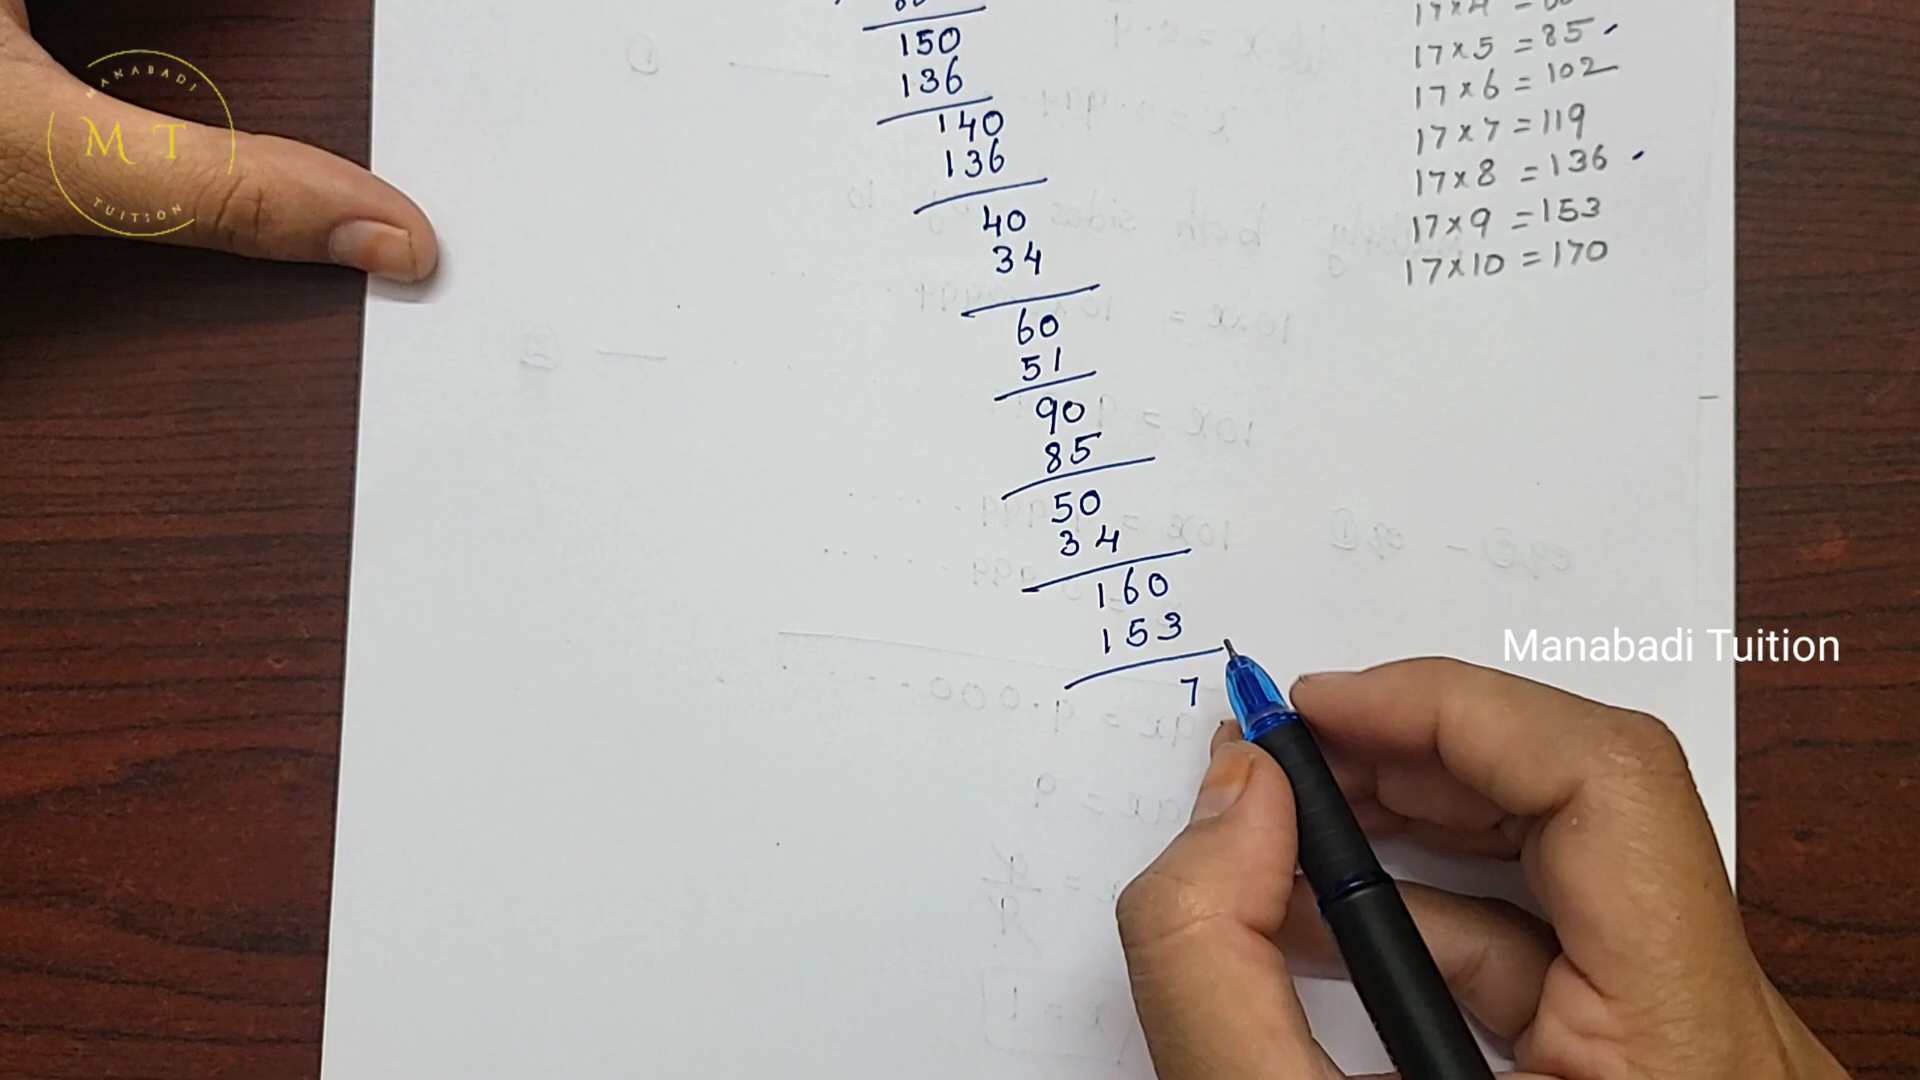 150
136
140
136
40
34
60
51
90
85
50
34
160
153
7
17×5 = 85
17×6 = 102
17×7 = 119
17×8 = 136
17×9 = 153
17×10 = 170
MANABADI
M T
TUITION
Manabadi Tuition